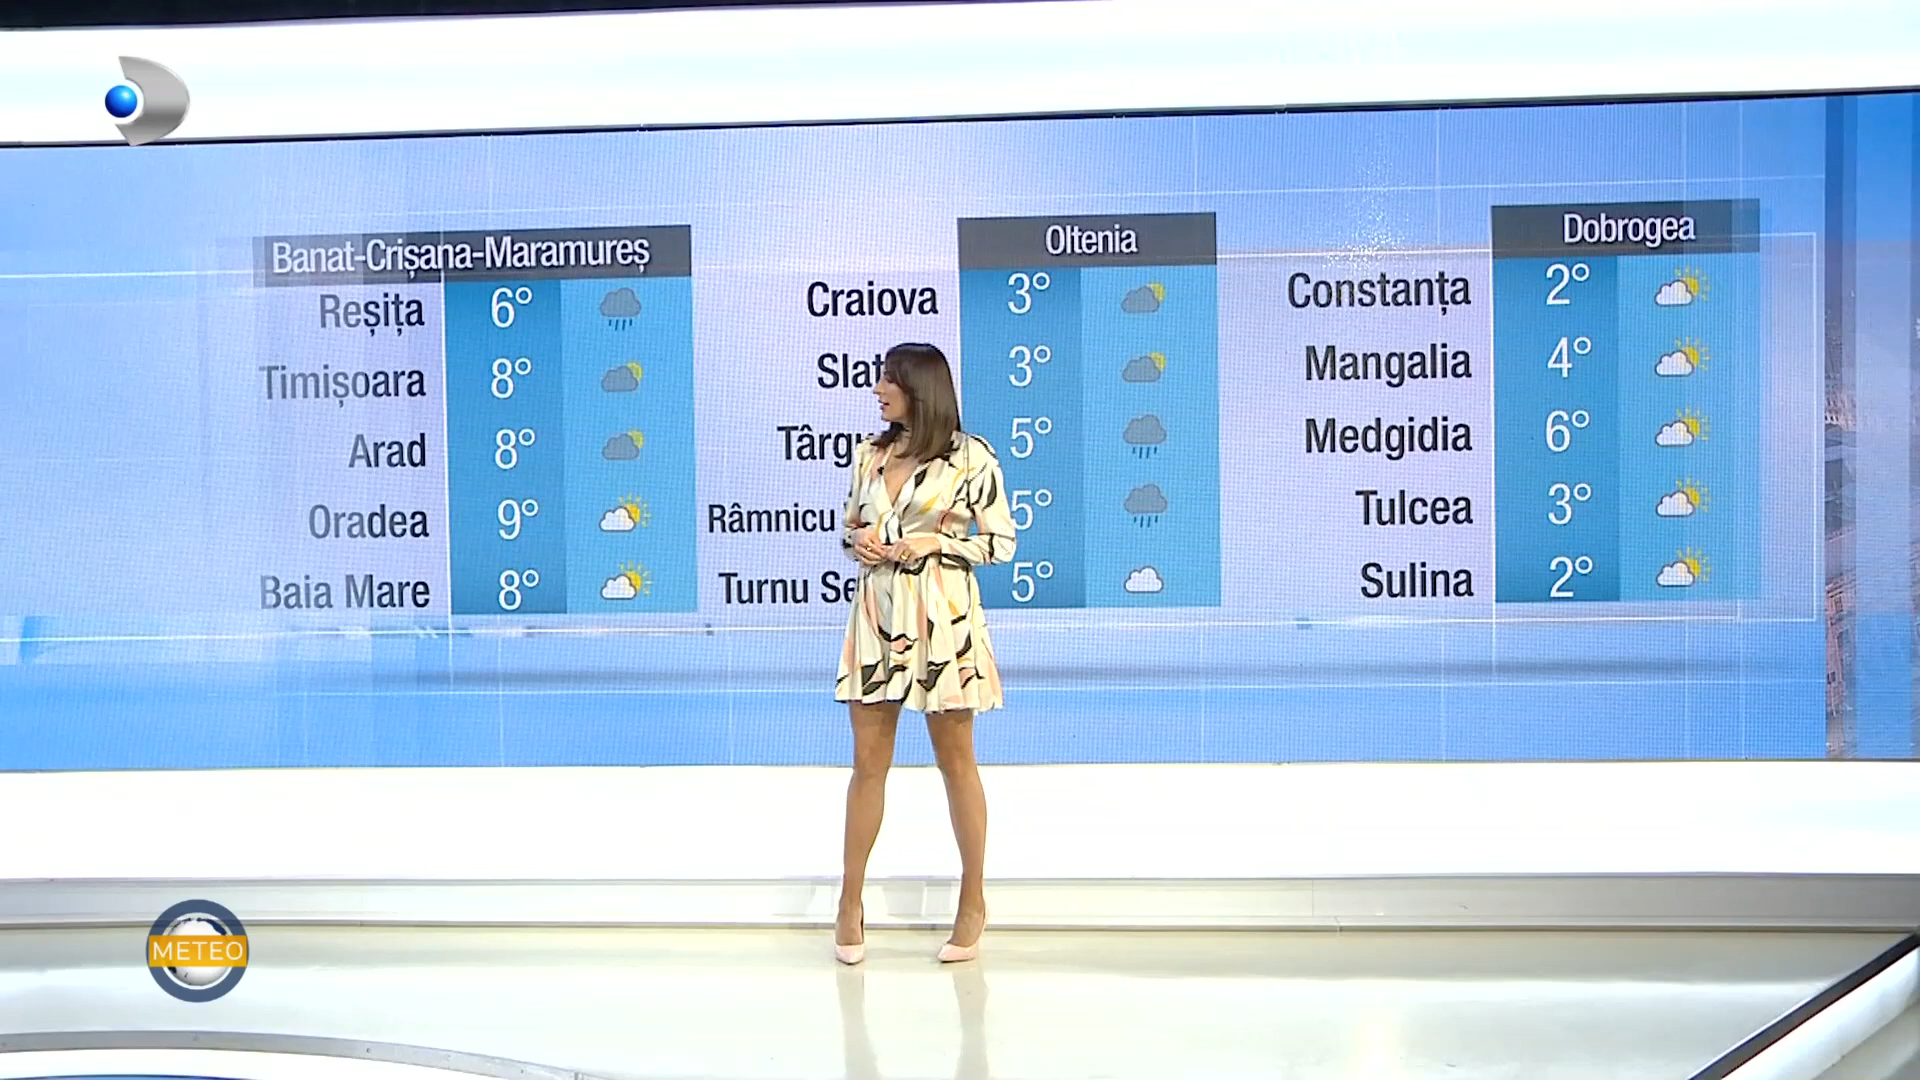 Banat-Crișana-Maramureș
Reșița 6°
Timișoara 8°
Arad 8°
Oradea 9°
Baia Mare 8°
Oltenia
Craiova 3°
3°
5°
Râmnicu 5°
Turnu 5°
Dobrogea
Constanța 2°
Mangalia 4°
Medgidia 6°
Tulcea 3°
Sulina 2°
METEO